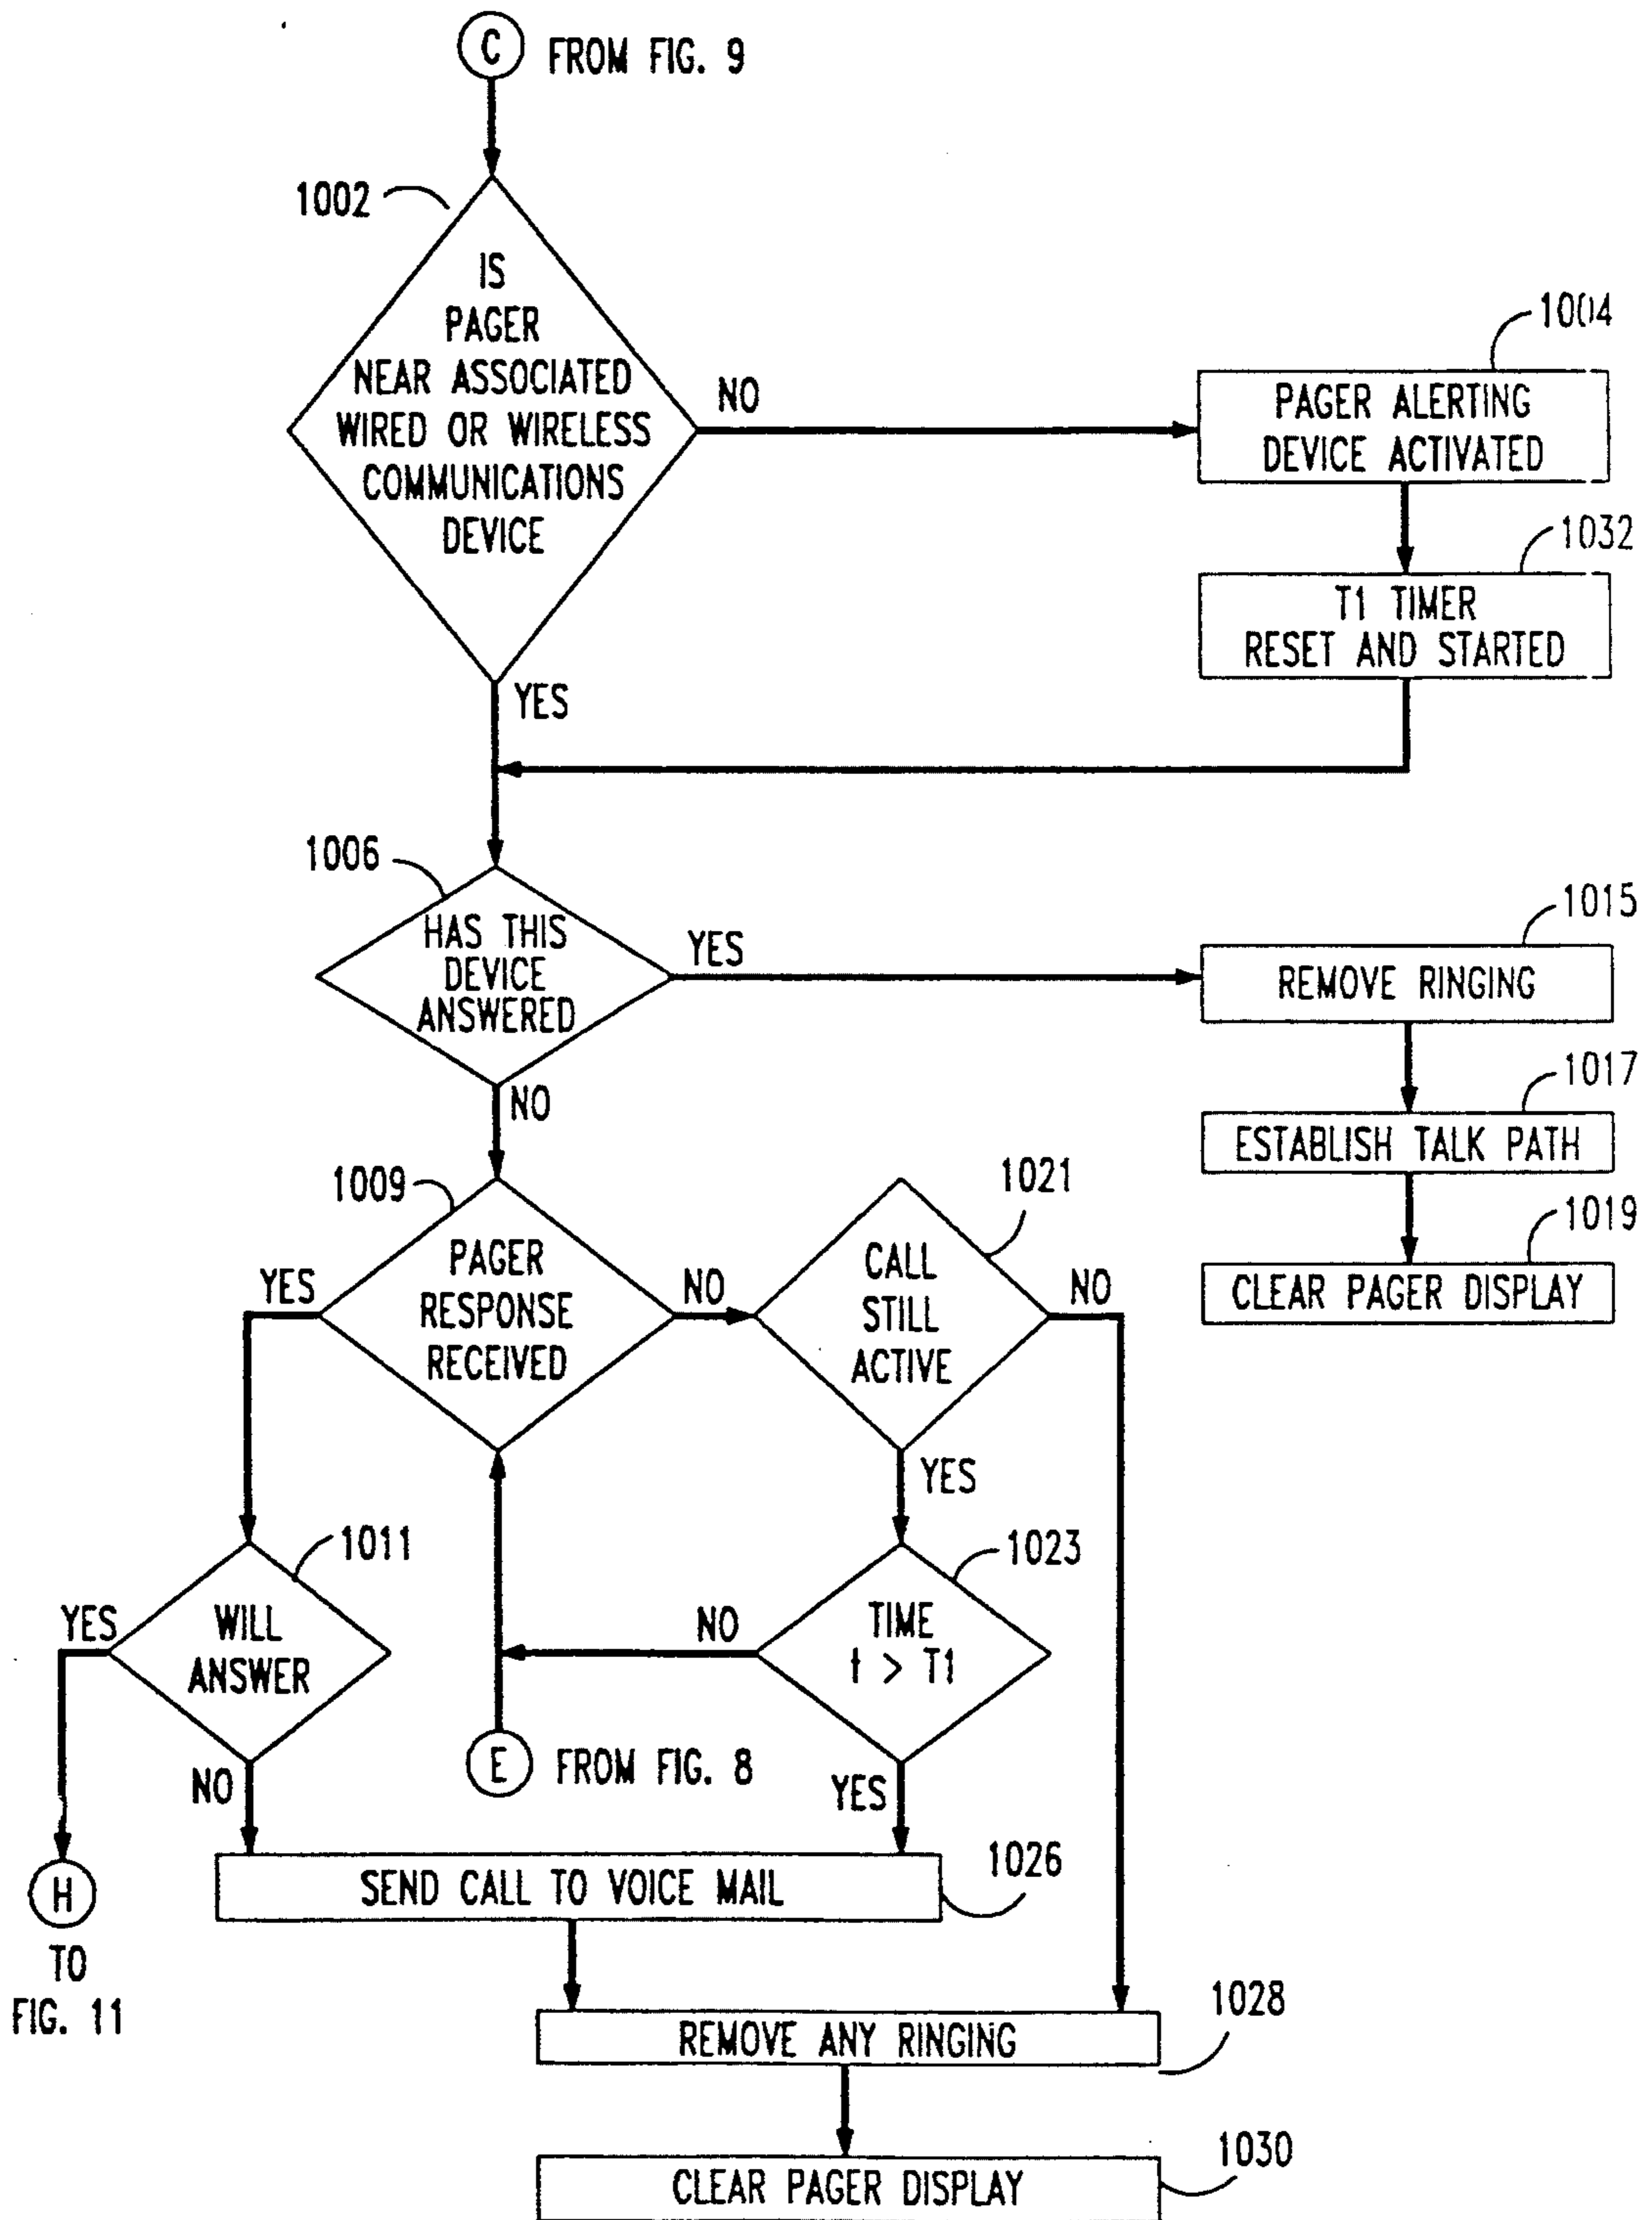 C FROM FIG. 9
1002
IS
PAGER
NEAR ASSOCIATED
WIRED OR WIRELESS
COMMUNICATIONS
DEVICE
NO
1004
PAGER ALERTING
DEVICE ACTIVATED
1032
T1 TIMER
RESET AND STARTED
YES
1006
HAS THIS
DEVICE
ANSWERED
YES
1015
REMOVE RINGING
1017
ESTABLISH TALK PATH
1019
CLEAR PAGER DISPLAY
NO
1009
PAGER
RESPONSE
RECEIVED
YES
NO
1021
CALL
STILL
ACTIVE
NO
YES
1011
WILL
ANSWER
YES
NO
1023
TIME
t > T1
NO
YES
E FROM FIG. 8
H
TO
FIG. 11
SEND CALL TO VOICE MAIL
1026
REMOVE ANY RINGING
1028
CLEAR PAGER DISPLAY
1030